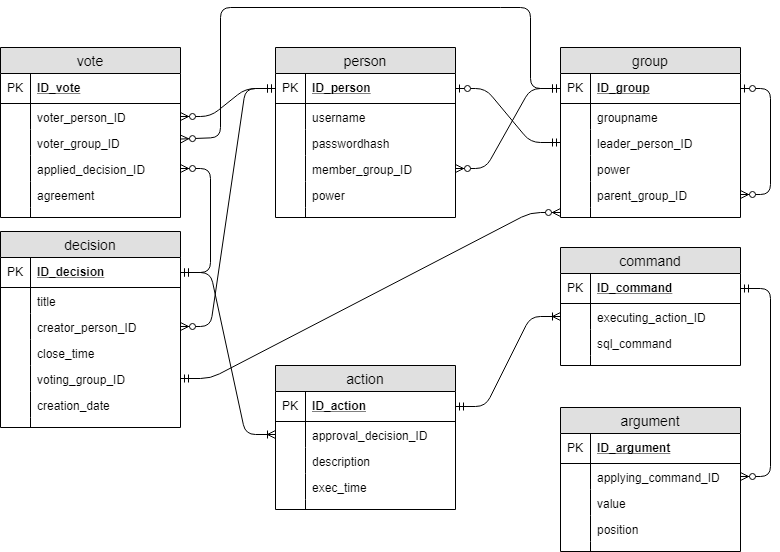 vote
PK ID_vote
voter_person_ID
voter_group_ID
applied_decision_ID
agreement
person
PK ID_person
username
passwordhash
member_group_ID
power
group
PK ID_group
groupname
leader_person_ID
power
parent_group_ID
decision
PK ID_decision
title
creator_person_ID
close_time
voting_group_ID
creation_date
action
PK ID_action
approval_decision_ID
description
exec_time
command
PK ID_command
executing_action_ID
sql_command
argument
PK ID_argument
applying_command_ID
value
position